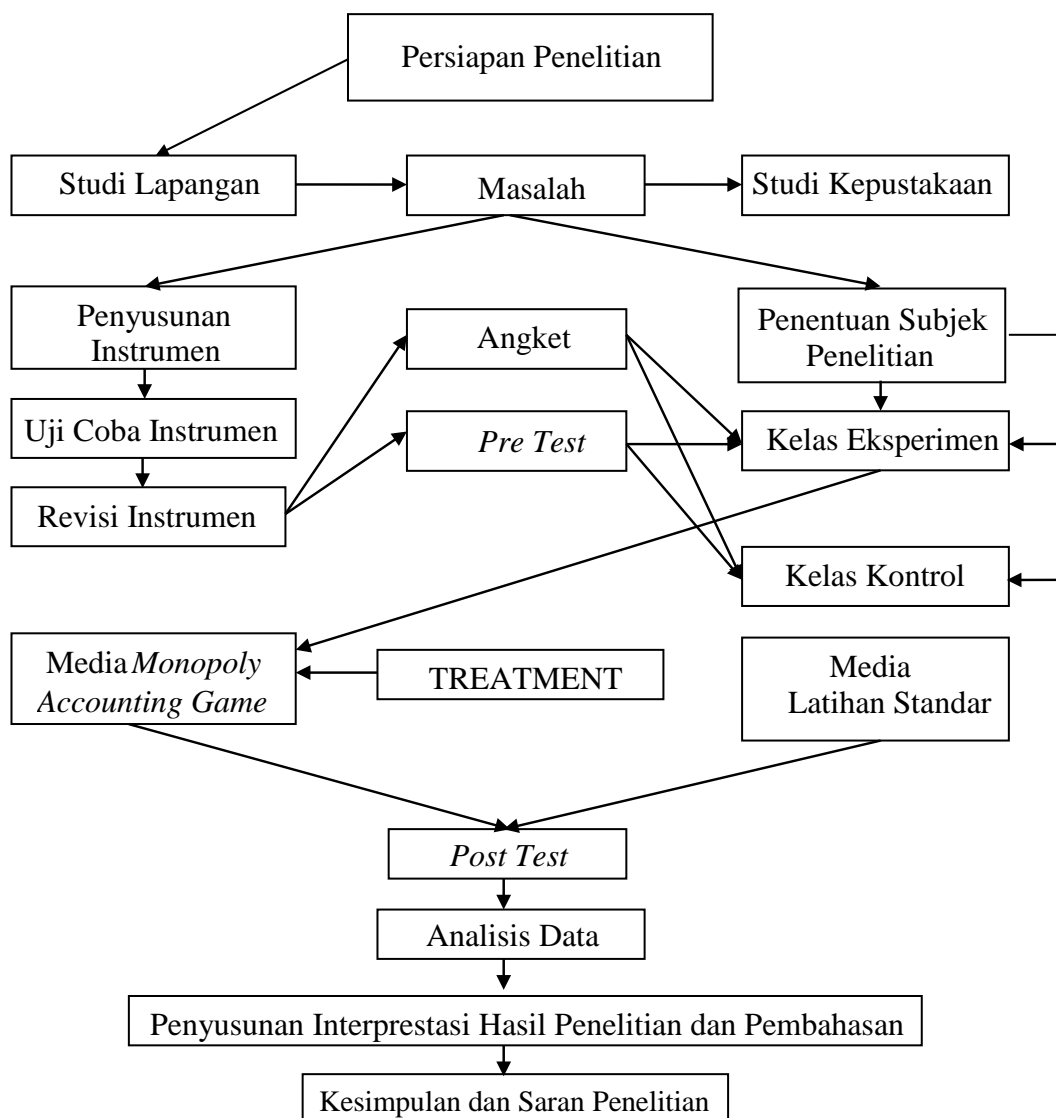 Persiapan Penelitian
Studi Lapangan
Masalah
Studi Kepustakaan
Penyusunan
Instrumen
Angket
Penentuan Subjek
Penelitian
Uji Coba Instrumen
Pre Test
Kelas Eksperimen
Revisi Instrumen
Kelas Kontrol
Media Monopoly
Accounting Game
TREATMENT
Media
Latihan Standar
Post Test
Analisis Data
Penyusunan Interprestasi Hasil Penelitian dan Pembahasan
Kesimpulan dan Saran Penelitian